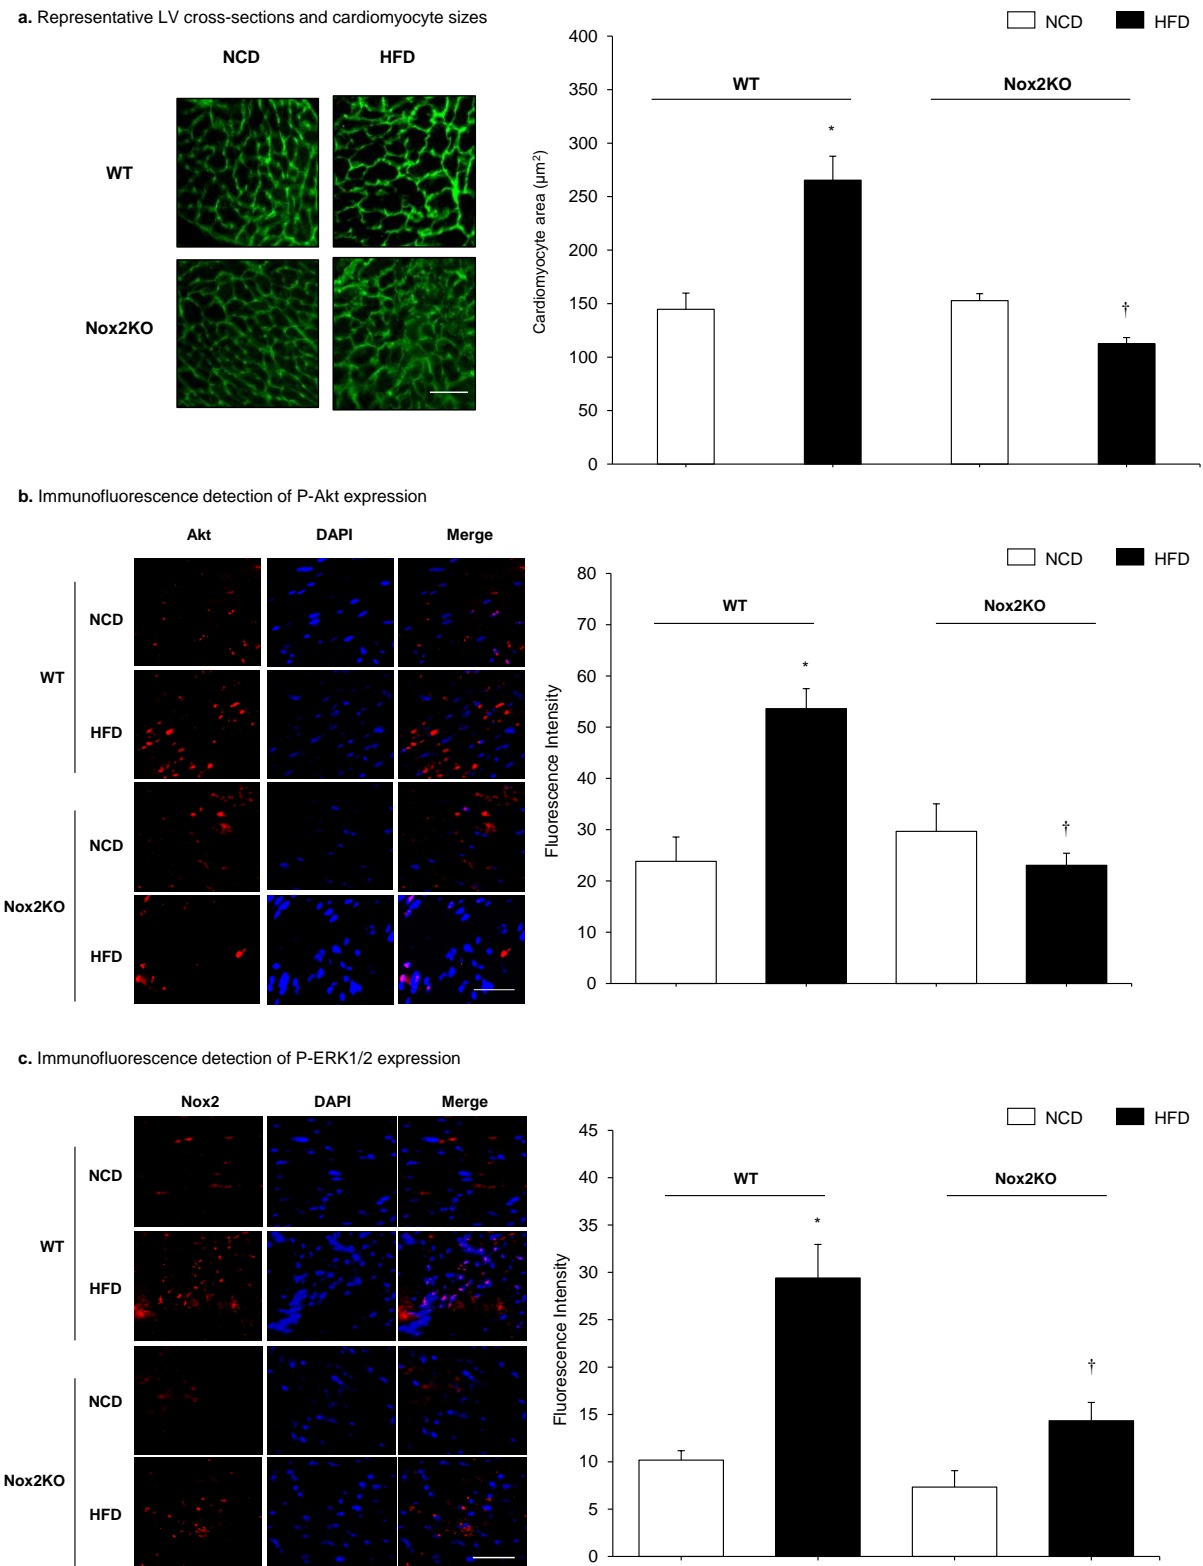 a. Representative LV cross-sections and cardiomyocyte sizes
NCD
HFD
WT
Nox2KO
NCD
HFD
WT
Nox2KO
Cardiomyocyte area (µm²)
400
350
300
250
200
150
100
50
0
*
†
b. Immunofluorescence detection of P-Akt expression
Akt
DAPI
Merge
WT
NCD
HFD
Nox2KO
NCD
HFD
NCD
HFD
WT
Nox2KO
Fluorescence Intensity
80
70
60
50
40
30
20
10
0
*
†
c. Immunofluorescence detection of P-ERK1/2 expression
Nox2
DAPI
Merge
WT
NCD
HFD
Nox2KO
NCD
HFD
NCD
HFD
WT
Nox2KO
Fluorescence Intensity
45
40
35
30
25
20
15
10
5
0
*
†